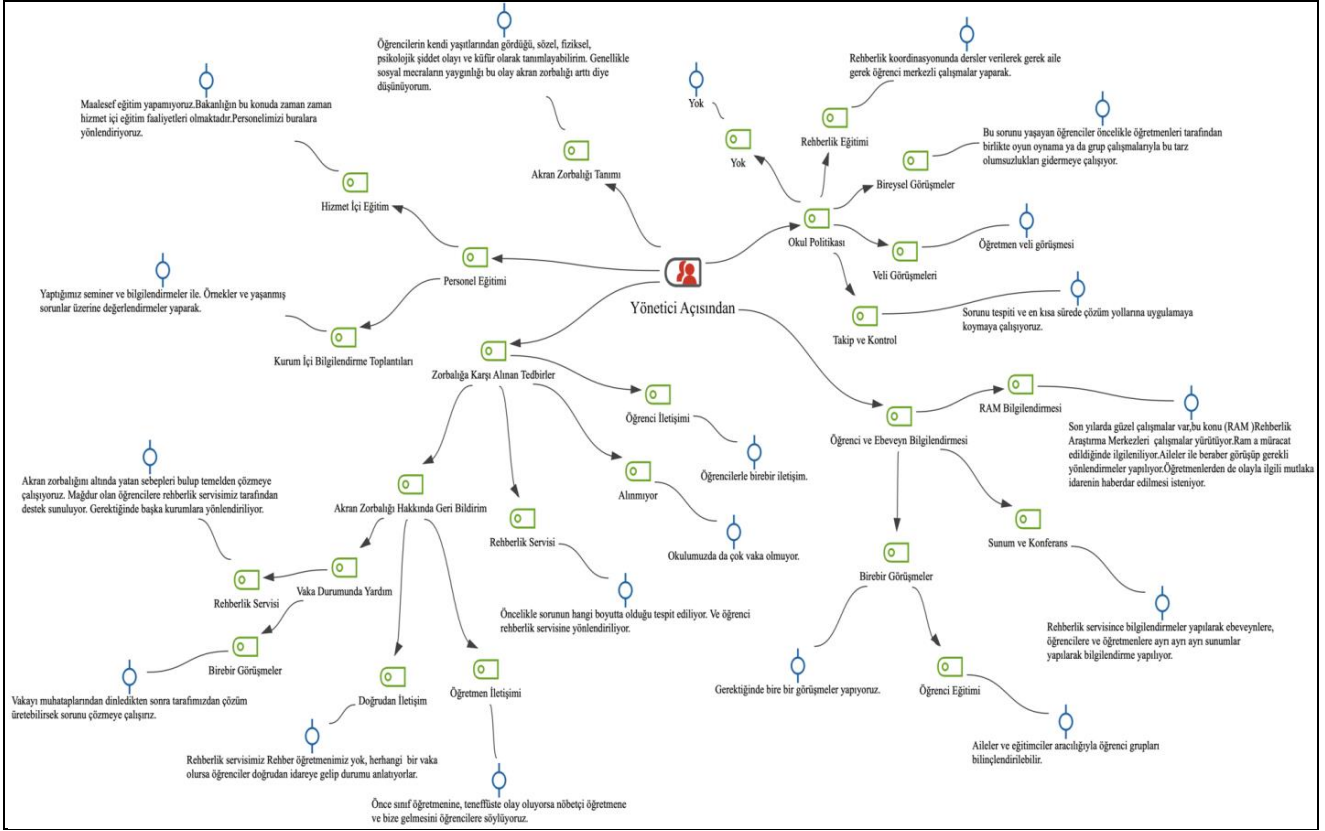 Öğrencilerin kendi yaşıtlarından gördüğü, sözel, fiziksel,
psikolojik şiddet olayı ve küfür olarak tanımlayabilirim. Genellikle
sosyal mecraların yaygınlığı bu olay akran zorbalığı arttı diye
düşünüyorum.
Akran Zorbalığı Tanımı
Maalesef eğitim yapamıyoruz.Bakanlığın bu konuda zaman zaman
hizmet içi eğitim faaliyetleri olmaktadır.Personelimizi buralara
yönlendiriyoruz.
Hizmet İçi Eğitim
Personel Eğitimi
Yaptığımız seminer ve bilgilendirmeler ile. Örnekler ve yaşanmış
sorunlar üzerine değerlendirmeler yaparak.
Kurum İçi Bilgilendirme Toplantıları
Yönetici Açısından
Yok
Yok
Rehberlik koordinasyonunda dersler verilerek gerek aile
gerek öğrenci merkezli çalışmalar yaparak.
Rehberlik Eğitimi
Bu sorunu yaşayan öğrenciler öncelikle öğretmenleri tarafından
birlikte oyun oynama ya da grup çalışmalarıyla bu tarz
olumsuzlukları gidermeye çalışıyor.
Bireysel Görüşmeler
Okul Politikası
Öğretmen veli görüşmesi
Veli Görüşmeleri
Sorunu tespiti ve en kısa sürede çözüm yollarına uygulamaya
koymaya çalışıyoruz.
Takip ve Kontrol
Zorbalığa Karşı Alınan Tedbirler
Öğrenci İletişimi
Öğrencilerle birebir iletişim.
Alınmıyor
Okulumuzda da çok vaka olmuyor.
Rehberlik Servisi
Öncelikle sorunun hangi boyutta olduğu tespit ediliyor. Ve öğrenci
rehberlik servisine yönlendiriliyor.
Akran Zorbalığı Hakkında Geri Bildirim
Akran zorbalığını altında yatan sebepleri bulup temelden çözmeye
çalışıyoruz. Mağdur olan öğrencilere rehberlik servisimiz tarafından
destek sunuluyor. Gerektiğinde başka kurumlara yönlendiriliyor.
Rehberlik Servisi
Vaka Durumunda Yardım
Birebir Görüşmeler
Vakayı muhataplarından dinledikten sonra tarafımızdan çözüm
üretebilirsek sorunu çözmeye çalışırız.
Doğrudan İletişim
Rehberlik servisimiz Rehber öğretmenimiz yok, herhangi bir vaka
olursa öğrenciler doğrudan idareye gelip durumu anlatıyorlar.
Öğretmen İletişimi
Önce sınıf öğretmenine, teneffüste olay oluyorsa nöbetçi öğretmene
ve bize gelmesini öğrencilere söylüyoruz.
Öğrenci ve Ebeveyn Bilgilendirmesi
RAM Bilgilendirmesi
Son yılarda güzel çalışmalar var,bu konu (RAM )Rehberlik
Araştırma Merkezleri çalışmalar yürütüyor.Ram a müracat
edildiğinde ilgileniliyor.Aileler ile beraber görüşüp gerekli
yönlendirmeler yapılıyor.Öğretmenlerden de olayla ilgili mutlaka
idarenin haberdar edilmesi isteniyor.
Sunum ve Konferans
Rehberlik servisince bilgilendirmeler yapılarak ebeveynlere,
öğrencilere ve öğretmenlere ayrı ayrı ayrı sunumlar
yapılarak bilgilendirme yapılıyor.
Birebir Görüşmeler
Gerektiğinde bire bir görüşmeler yapıyoruz.
Öğrenci Eğitimi
Aileler ve eğitimciler aracılığıyla öğrenci grupları
bilinçlendirilebilir.